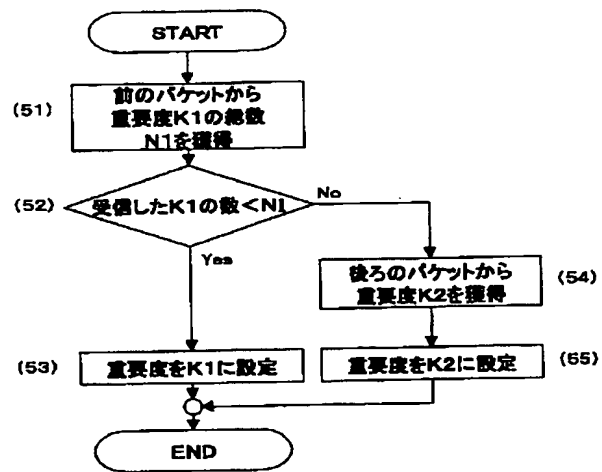 START
(51)
前のパケットから
重要度K1の総数
N1を獲得
(52)
受信したK1の数<N1
No
Yes
後ろのパケットから
重要度K2を獲得
(54)
(53)
重要度をK1に設定
重要度をK2に設定
(55)
END